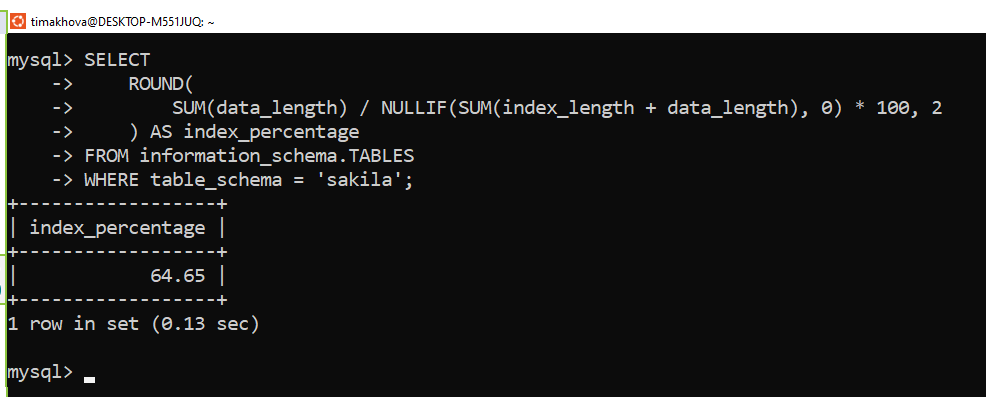 timakhova@DESKTOP-M551JUQ: ~
mysql> SELECT
    ->     ROUND(
    ->         SUM(data_length) / NULLIF(SUM(index_length + data_length), 0) * 100, 2
    ->     ) AS index_percentage
    -> FROM information_schema.TABLES
    -> WHERE table_schema = 'sakila';
+------------------+
| index_percentage |
+------------------+
|            64.65 |
+------------------+
1 row in set (0.13 sec)
mysql>